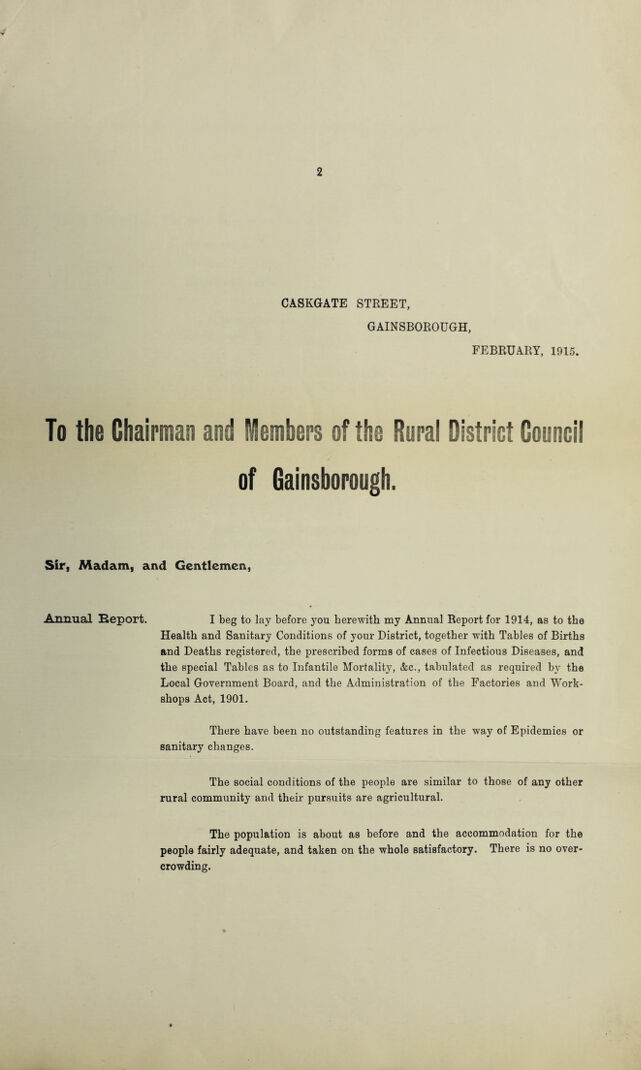 2
CASKGATE STREET,
GAINSBOROUGH,
FEBRUARY, 1915.
To the Chairman and Members of the Rural District Council
of Gainsborough.
Sir, Madam, and Gentlemen,
Annual Report. I beg to lay before you herewith my Annual Report for 1914, as to the
Health and Sanitary Conditions of your District, together with Tables of Births
and Deaths registered, the prescribed forms of cases of Infectious Diseases, and
the special Tables as to Infantile Mortality, &c., tabulated as required by the
Local Government Board, and the Administration of the Factories and Work-
shops Act, 1901.
There have been no outstanding features in the way of Epidemics or
sanitary changes.
The social conditions of the people are similar to those of any other
rural community and their pursuits are agricultural.
The population is about as before and the accommodation for the
people fairly adequate, and taken on the whole satisfactory. There is no over-
crowding.